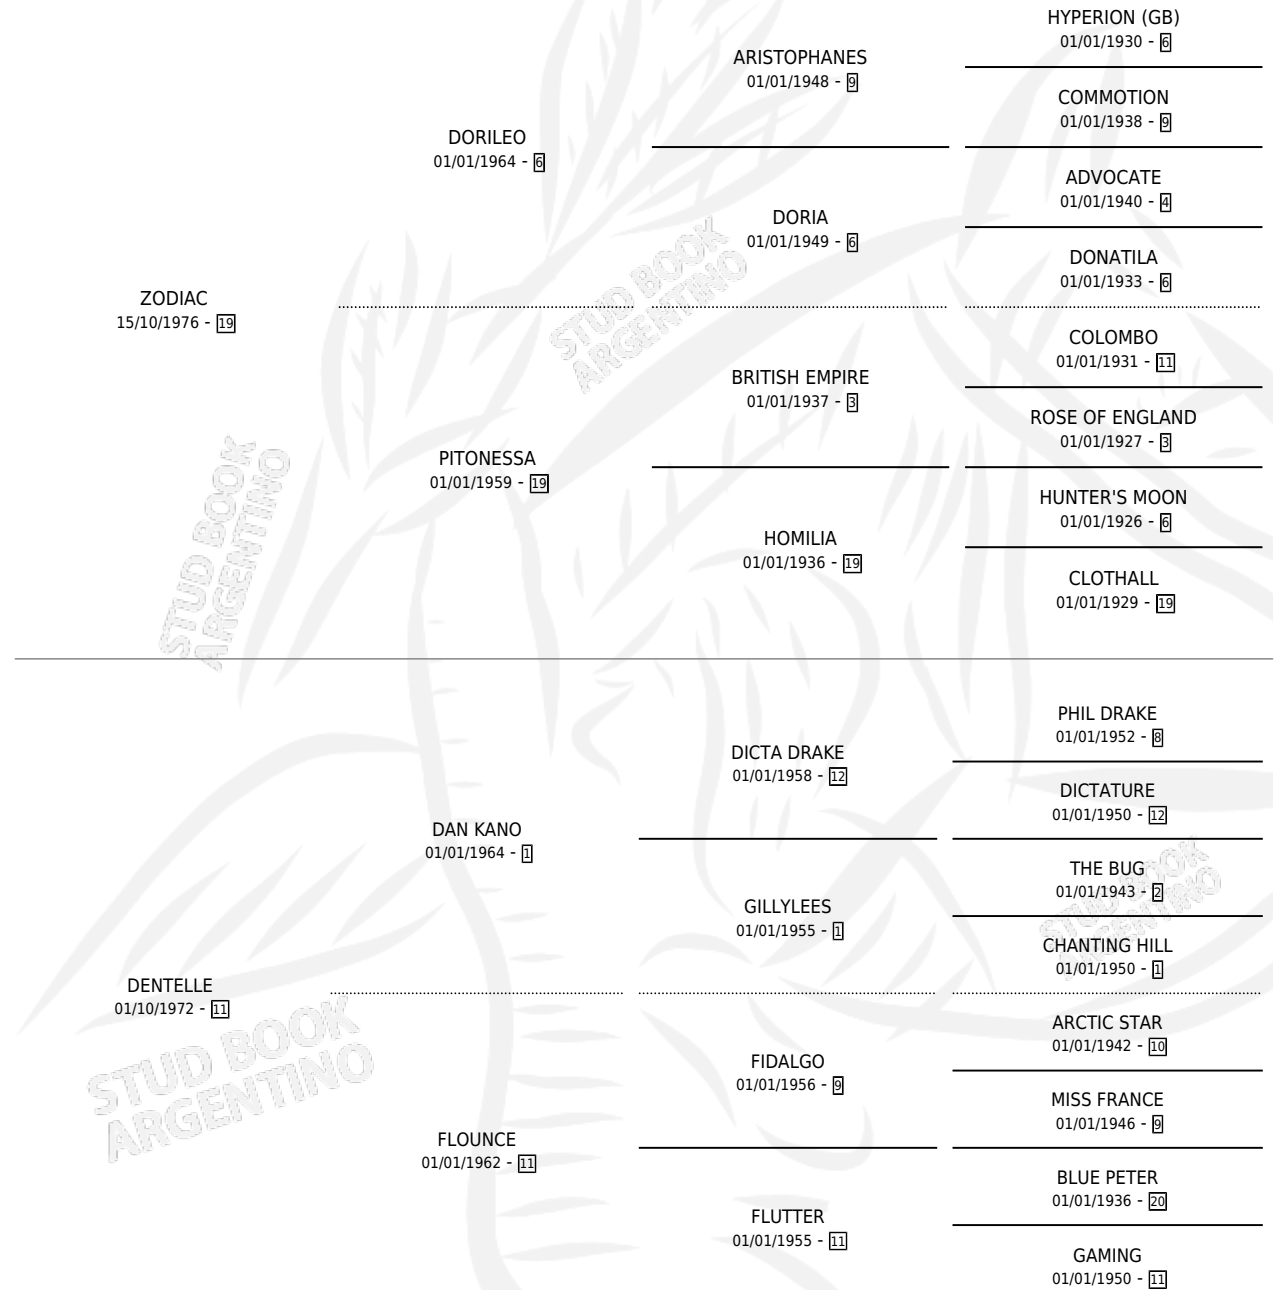 HYPERION (GB)
01/01/1930 - 6
ARISTOPHANES
01/01/1948 - 9
COMMOTION
01/01/1938 - 9
DORILEO
01/01/1964 - 6
ADVOCATE
01/01/1940 - 4
DORIA
01/01/1949 - 6
DONATILA
01/01/1933 - 6
ZODIAC
15/10/1976 - 19
COLOMBO
01/01/1931 - 11
BRITISH EMPIRE
01/01/1937 - 3
ROSE OF ENGLAND
01/01/1927 - 3
PITONESSA
01/01/1959 - 19
HUNTER'S MOON
01/01/1926 - 6
HOMILIA
01/01/1936 - 19
CLOTHALL
01/01/1929 - 19
STUD BOOK
ARGENTINO
STUD BOOK
ARGENTINO
PHIL DRAKE
01/01/1952 - 8
DICTA DRAKE
01/01/1958 - 12
DICTATURE
01/01/1950 - 12
DAN KANO
01/01/1964 - 1
THE BUG
01/01/1943 - 2
GILLYLEES
01/01/1955 - 1
CHANTING HILL
01/01/1950 - 1
DENTELLE
01/10/1972 - 11
ARCTIC STAR
01/01/1942 - 10
FIDALGO
01/01/1956 - 9
MISS FRANCE
01/01/1946 - 9
FLOUNCE
01/01/1962 - 11
BLUE PETER
01/01/1936 - 20
FLUTTER
01/01/1955 - 11
GAMING
01/01/1950 - 11
STUD BOOK
ARGENTINO
STUD BOOK
ARGENTINO